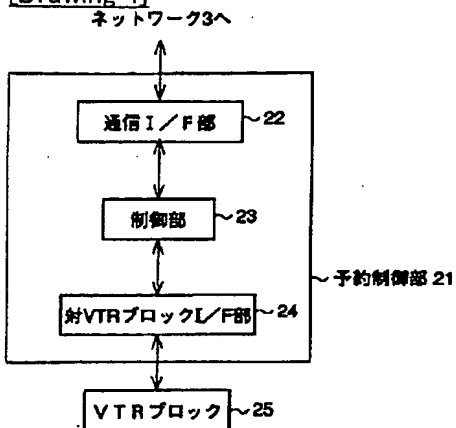 [Drawing 4]
ネットワーク3へ
通信I/F部
22
制御部
23
予約制御部 21
対VTRブロックI/F部
24
VTRブロック
25